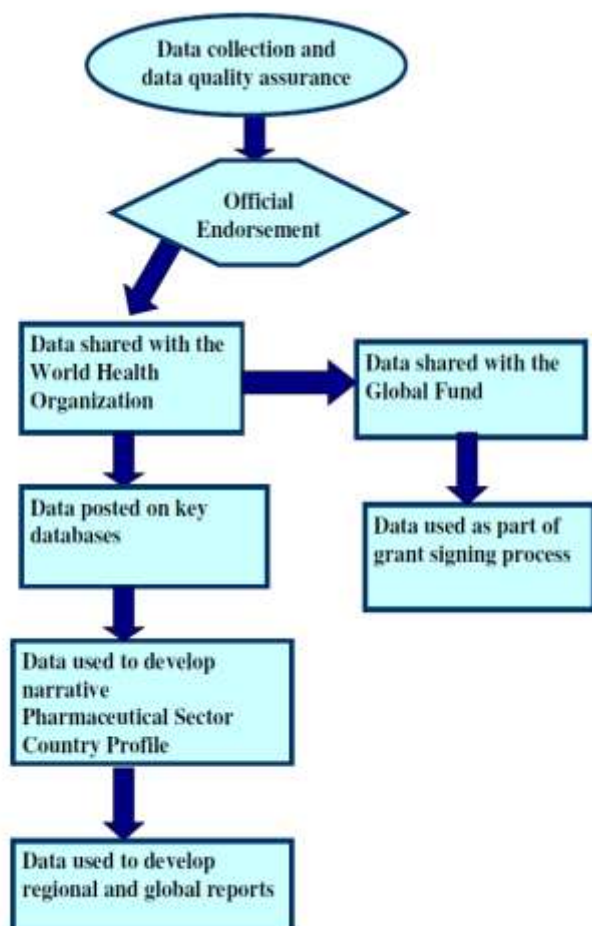 Data collection and
data quality assurance
Official
Endorsement
Data shared with the
World Health
Organization
Data shared with the
Global Fund
Data posted on key
databases
Data used as part of
grant signing process
Data used to develop
narrative
Pharmaceutical Sector
Country Profile
Data used to develop
regional and global reports